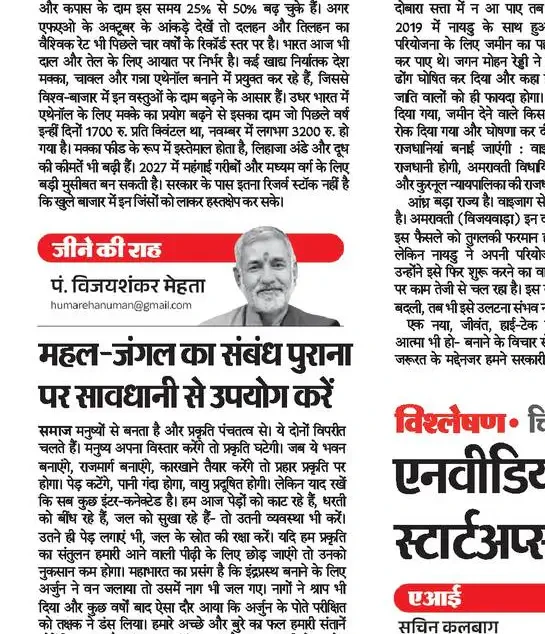 और कपास के दाम इस समय 25% से 50% बढ़ चुके हैं। अगर
एफएओ के अक्टूबर के आंकड़े देखें तो दलहन और तिलहन का
वैश्विक रेट भी पिछले चार वर्षों के रिकॉर्ड स्तर पर है। भारत आज भी
दाल और तेल के लिए आयात पर निर्भर है। कई खाद्य निर्यातक देश
मक्का, चावल और गन्ना एथेनॉल बनाने में प्रयुक्त कर रहे हैं, जिससे
विश्व-बाजार में इन वस्तुओं के दाम बढ़ने के आसार हैं। उधर भारत में
एथेनॉल के लिए मक्के का प्रयोग बढ़ने से इसका दाम जो पिछले वर्ष
इन्हीं दिनों 1700 रु. प्रति क्विंटल था, नवम्बर में लगभग 3200 रु. हो
गया है। मक्का फीड के रूप में इस्तेमाल होता है, लिहाजा अंडे और दूध
की कीमतें भी बढ़ी हैं। 2027 में महंगाई गरीबों और मध्यम वर्ग के लिए
बड़ी मुसीबत बन सकती है। सरकार के पास इतना रिजर्व स्टॉक नहीं है
कि खुले बाजार में इन जिंसों को लाकर हस्तक्षेप कर सके।
जीने की राह
पं. विजयशंकर मेहता
humarehanuman@gmail.com
महल-जंगल का संबंध पुराना
पर सावधानी से उपयोग करें
समाज मनुष्यों से बनता है और प्रकृति पंचतत्व से। ये दोनों विपरीत
चलते हैं। मनुष्य अपना विस्तार करेंगे तो प्रकृति घटेगी। जब ये भवन
बनाएंगे, राजमार्ग बनाएंगे, कारखाने तैयार करेंगे तो प्रहार प्रकृति पर
होगा। पेड़ कटेंगे, पानी गंदा होगा, वायु प्रदूषित होगी। लेकिन याद रखें
कि सब कुछ इंटर-कनेक्टेड है। हम आज पेड़ों को काट रहे हैं, धरती
को बींध रहे हैं, जल को सुखा रहे हैं- तो उतनी व्यवस्था भी करें।
उतने ही पेड़ लगाएं भी, जल के स्रोत की रक्षा करें। यदि हम प्रकृति
का संतुलन हमारी आने वाली पीढ़ी के लिए छोड़ जाएंगे तो उनको
नुकसान कम होगा। महाभारत का प्रसंग है कि इंद्रप्रस्थ बनाने के लिए
अर्जुन ने वन जलाया तो उसमें नाग भी जल गए। नागों ने श्राप भी
दिया और कुछ वर्षों बाद ऐसा दौर आया कि अर्जुन के पोते परीक्षित
को तक्षक ने डंस लिया। हमारे अच्छे और बुरे का फल हमारी संतानें
दोबारा सत्ता में न आ पाए तब
2019 में नायडू के साथ हुआ
परियोजना के लिए जमीन का
कर पाए थे। जगन मोहन रेड्डी ने
ढोंग घोषित कर दिया और कहा
जाति वालों को ही फायदा होगा।
दिया गया, जमीन देने वाले
रोक दिया गया और घोषणा कर
राजधानियां बनाई जाएंगी :
राजधानी होगी, अमरावती
और कुरनूल न्यायपालिका की
आंध्र बड़ा राज्य है। वाइजाग से
है। अमरावती (विजयवाड़ा) इन
इस फैसले को तुगलकी फरमान
लेकिन नायडू ने अपनी
उन्होंने इसे फिर शुरू करने का
पर काम तेजी से चल रहा है। इस
बदली, तब भी इसे उलटना संभव
एक नया, जीवंत, हाई-टेक
आत्मा भी हो- बनाने के विचार
जरूरत के मद्देनजर हमने सरकारी
विश्लेषण•
एनवीडि
स्टार्टअप्स
एआई
सचिन कलबाग